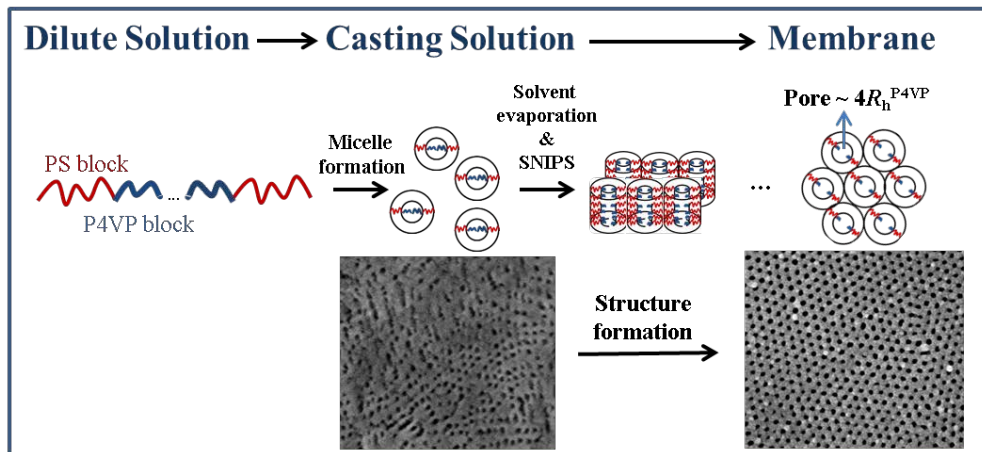 Dilute Solution
Casting Solution
Membrane
Pore ~ 4Rₕᴾ⁴ⱽᴾ
Solvent
evaporation
&
SNIPS
Micelle
formation
PS block
...
P4VP block
...
Structure
formation